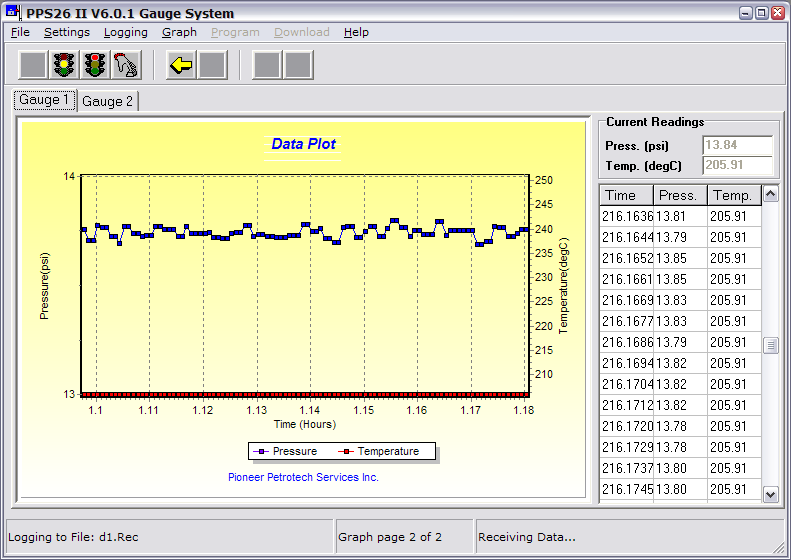 PPS26 II V6.0.1 Gauge System
File Settings Logging Graph Program Download Help
Gauge 1 Gauge 2
Data Plot
14
13
Pressure(psi)
250
245
240
235
230
225
220
215
210
Temperature(degC)
1.1 1.11 1.12 1.13 1.14 1.15 1.16 1.17 1.18
Time (Hours)
Pressure Temperature
Pioneer Petrotech Services Inc.
Current Readings
Press. (psi) 13.84
Temp. (degC) 205.91
Time Press. Temp.
216.1636 13.81 205.91
216.1644 13.79 205.91
216.1652 13.85 205.91
216.1661 13.85 205.91
216.1669 13.83 205.91
216.1677 13.83 205.91
216.1686 13.79 205.91
216.1694 13.82 205.91
216.1704 13.82 205.91
216.1712 13.82 205.91
216.1720 13.78 205.91
216.1729 13.78 205.91
216.1737 13.80 205.91
216.1745 13.80 205.91
Logging to File: d1.Rec Graph page 2 of 2 Receiving Data...